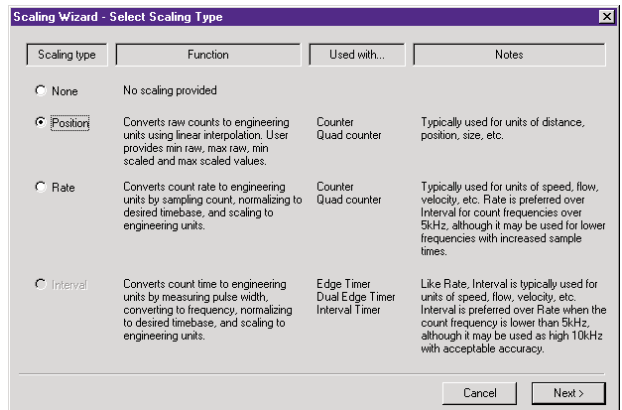 Scaling Wizard - Select Scaling Type
Scaling type
Function
Used with...
Notes
None
No scaling provided
Position
Converts raw counts to engineering
units using linear interpolation. User
provides min raw, max raw, min
scaled and max scaled values.
Counter
Quad counter
Typically used for units of distance,
position, size, etc.
Rate
Converts count rate to engineering
units by sampling count, normalizing to
desired timebase, and scaling to
engineering units.
Counter
Quad counter
Typically used for units of speed, flow,
velocity, etc. Rate is preferred over
Interval for count frequencies over
5kHz, although it may be used for lower
frequencies with increased sample
times.
Interval
Converts count time to engineering
units by measuring pulse width,
converting to frequency, normalizing
to desired timebase, and scaling to
engineering units.
Edge Timer
Dual Edge Timer
Interval Timer
Like Rate, Interval is typically used for
units of speed, flow, velocity, etc.
Interval is preferred over Rate when the
count frequency is lower than 5kHz,
although it may be used as high 10kHz
with acceptable accuracy.
Cancel
Next >